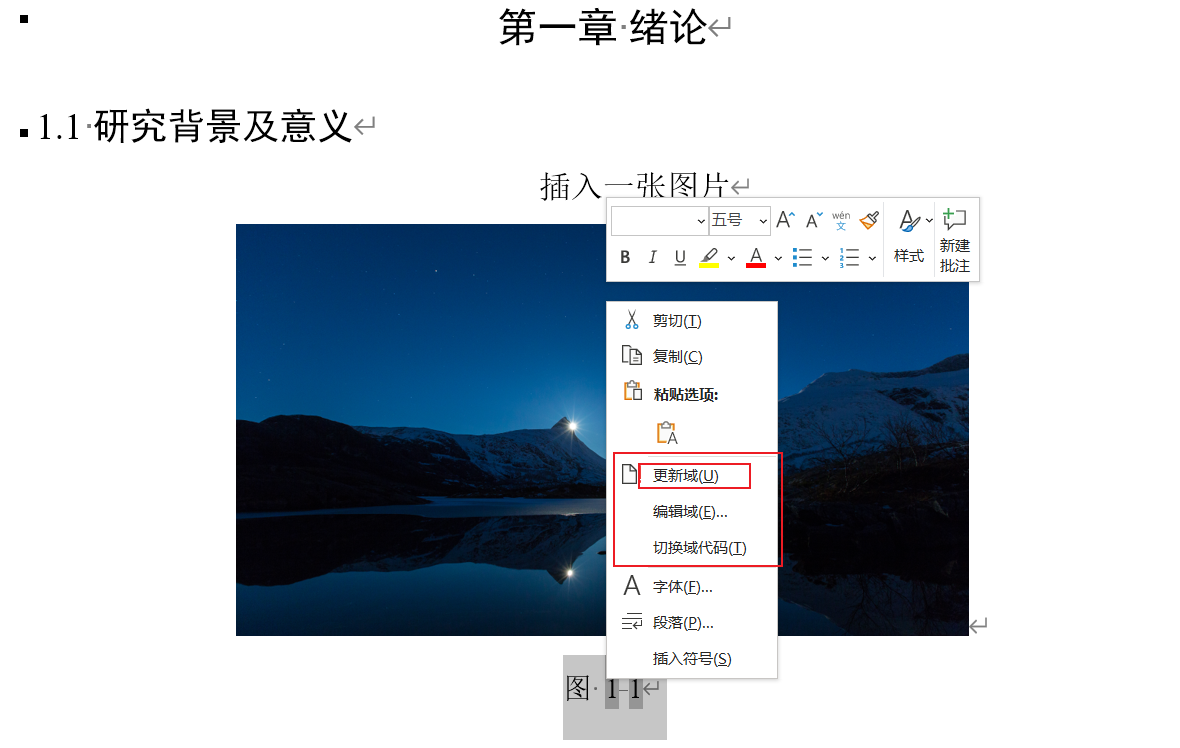 第一章 绪论
1.1 研究背景及意义
插入一张图片
五号
wén
文
样式
新建
批注
B I U A
剪切(T)
复制(C)
粘贴选项:
更新域(U)
编辑域(E)...
切换域代码(T)
字体(F)...
段落(P)...
插入符号(S)
图 1-1